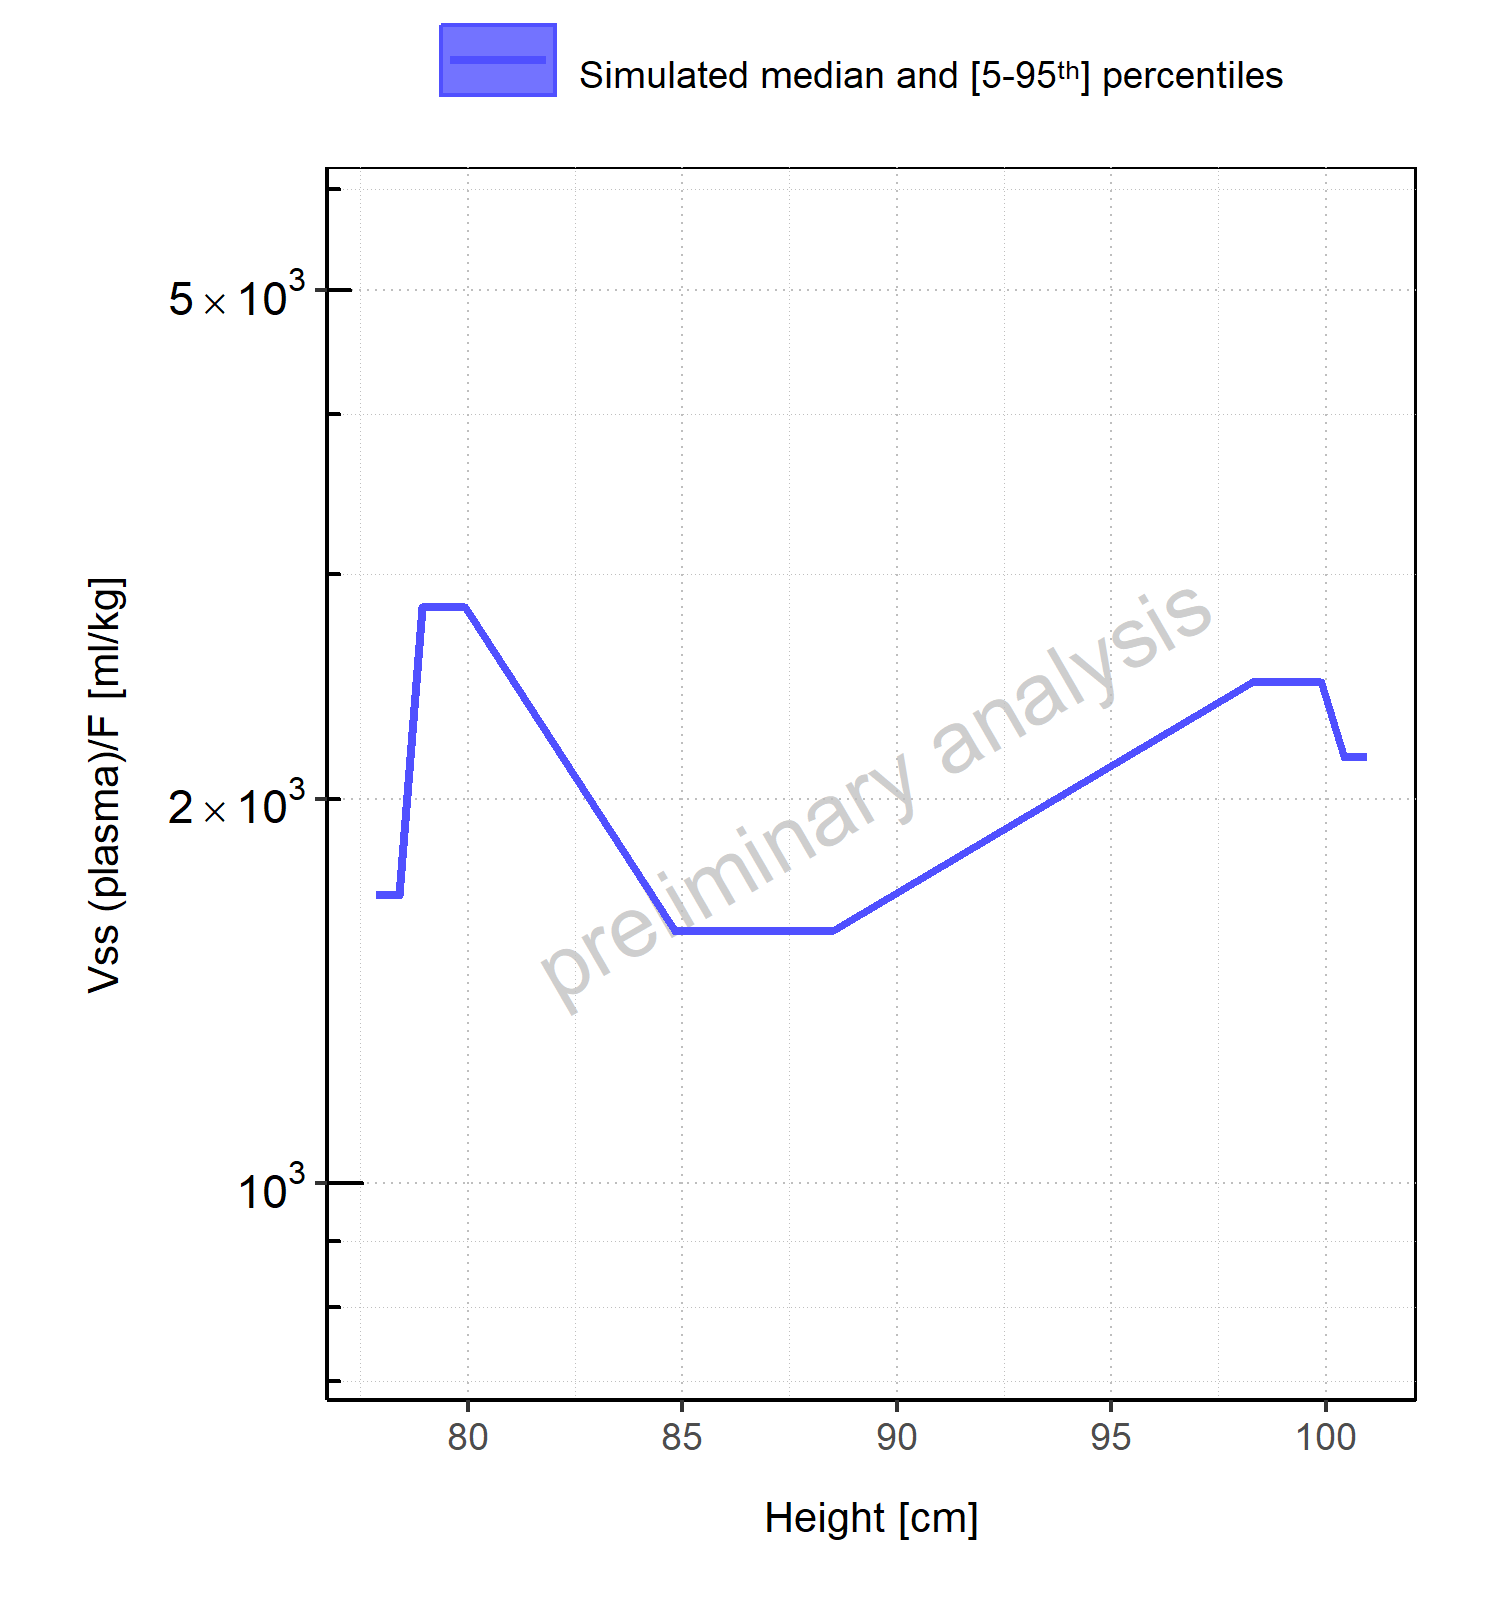 Simulated median and [5-95ᵗʰ] percentiles
5 × 10³
2 × 10³
10³
Vss (plasma)/F [ml/kg]
preliminary analysis
80 85 90 95 100
Height [cm]